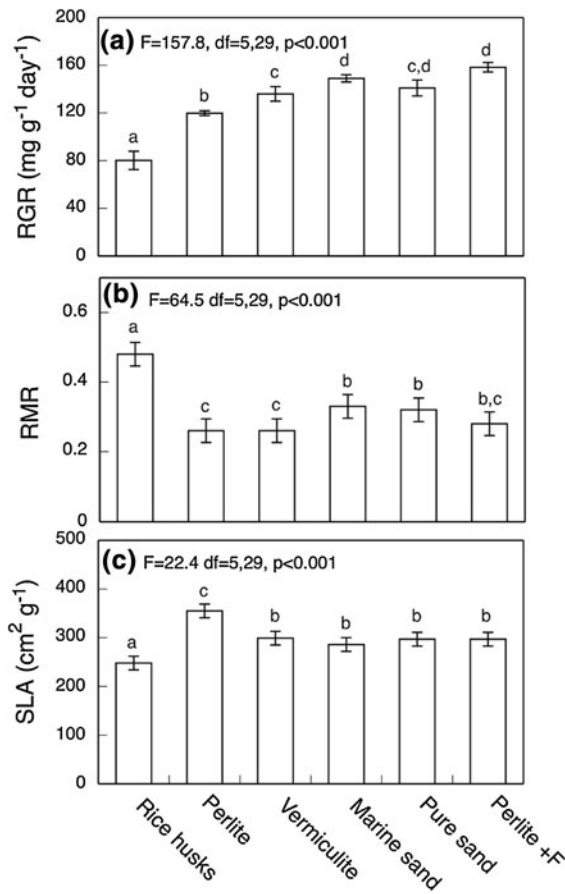 (a) F=157.8, df=5,29, p<0.001
RGR (mg g⁻¹ day⁻¹)
200
160
120
80
40
0
a
b
c
d
c,d
d
(b) F=64.5 df=5,29, p<0.001
RMR
0.6
0.4
0.2
0
a
c
c
b
b
b,c
(c) F=22.4 df=5,29, p<0.001
SLA (cm² g⁻¹)
500
400
300
200
100
0
a
c
b
b
b
b
Rice husks
Perlite
Vermiculite
Marine sand
Pure sand
Perlite +F